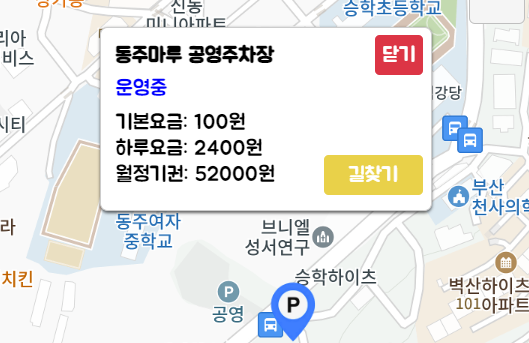 신동
미니아파트
승학초등학교
리아
비스
동주마루 공영주차장
닫기
운영중
강당
기본요금: 100원
시티
하루요금: 2400원
월정기권: 52000원
길찾기
부산
천사의
라
동주여자
중학교
브니엘
성서연구
치킨
승학하이츠
벽산하이츠
101아파트
P
공영
P